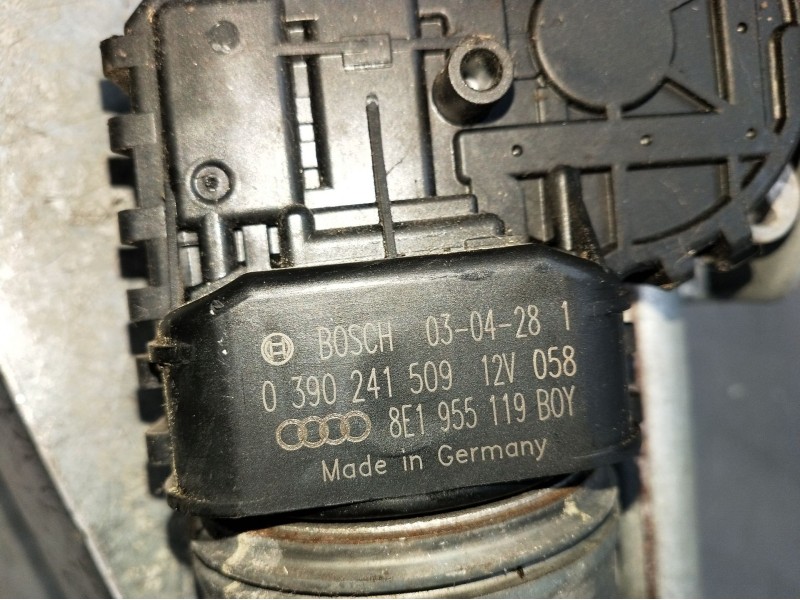 BOSCH 03-04-28 1
0 390 241 509 12V 058
8E1 955 119 BOY
Made in Germany